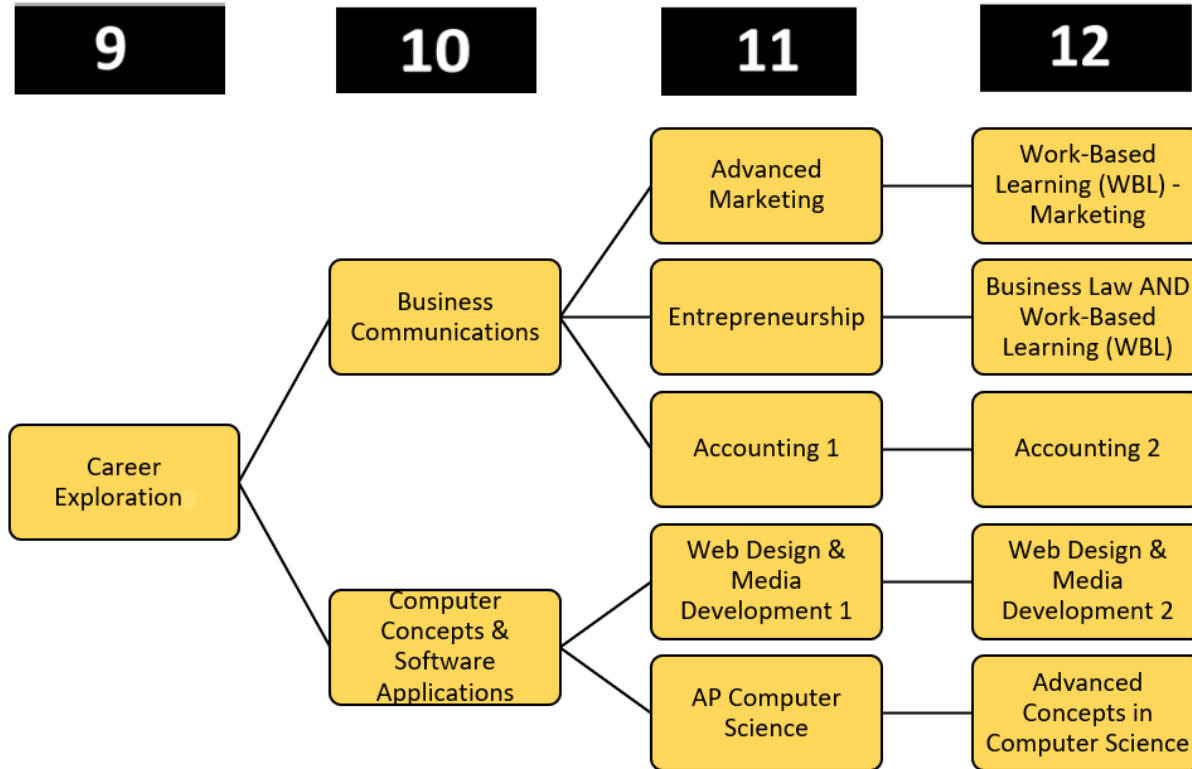 9
10
11
12
Career
Exploration
Business
Communications
Computer
Concepts &
Software
Applications
Advanced
Marketing
Entrepreneurship
Accounting 1
Web Design &
Media
Development 1
AP Computer
Science
Work-Based
Learning (WBL) -
Marketing
Business Law AND
Work-Based
Learning (WBL)
Accounting 2
Web Design &
Media
Development 2
Advanced
Concepts in
Computer Science